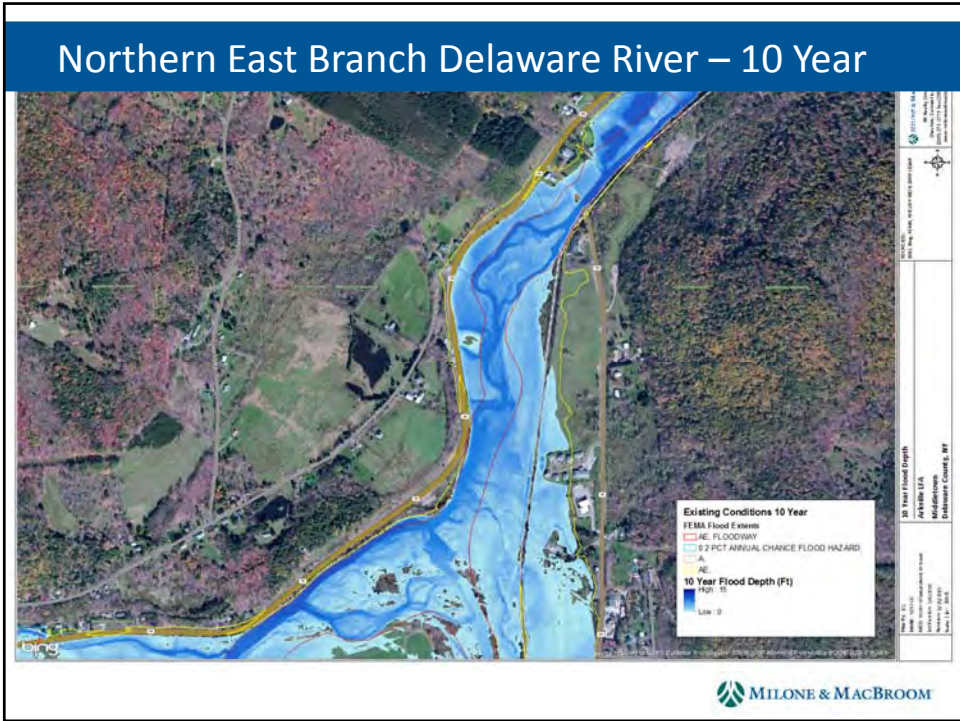 Northern East Branch Delaware River – 10 Year
Existing Conditions 10 Year
FEMA Flood Extents
AE, FLOODWAY
0.2 PCT ANNUAL CHANCE FLOOD HAZARD
A,
AE,
10 Year Flood Depth (Ft)
High : 15
Low : 0
10 Year Flood Depth
Arkville LFA
Middletown
Delaware County, NY
bing
MILONE & MACBROOM